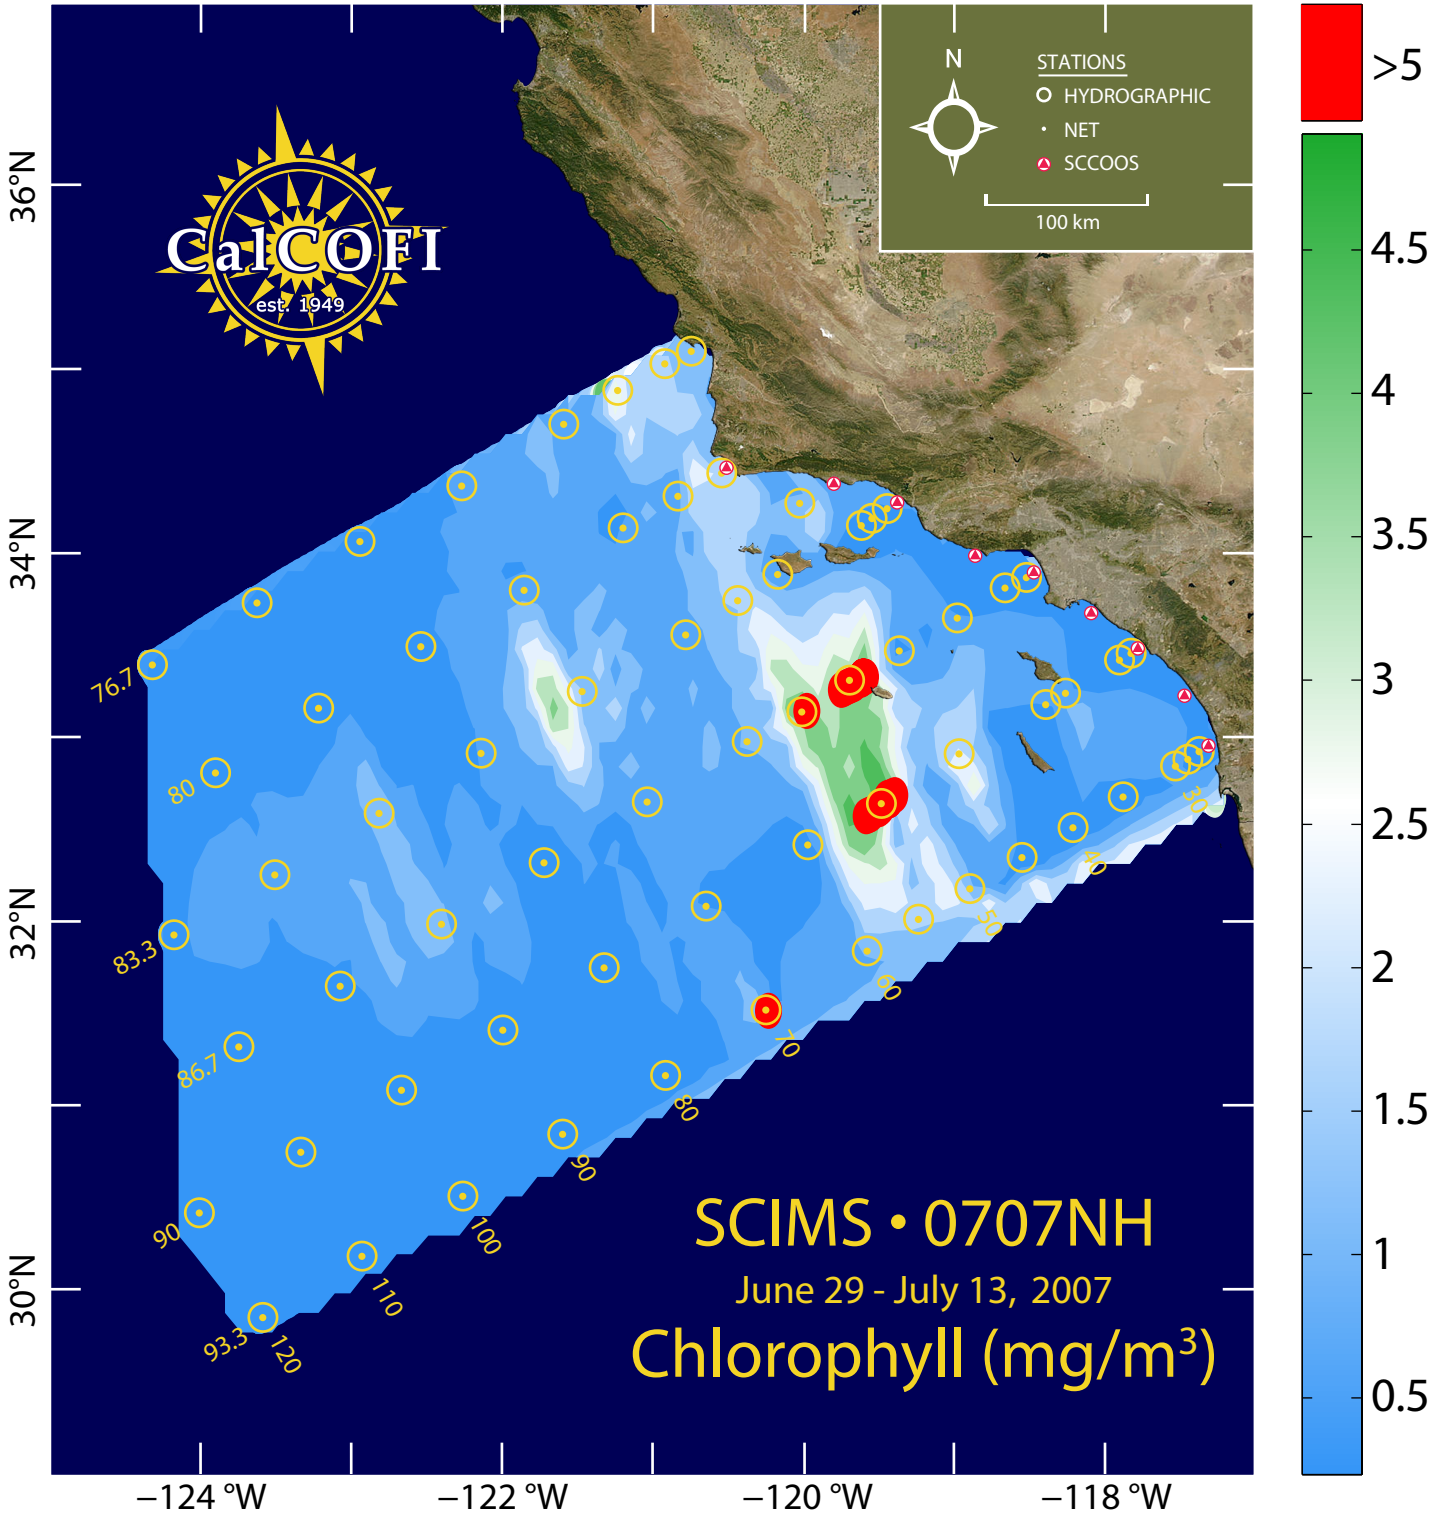 N
STATIONS
HYDROGRAPHIC
NET
SCCOOS
100 km
CalCOFI
est. 1949
36°N
34°N
32°N
30°N
76.7
80
83.3
86.7
90
93.3
30
40
50
60
70
80
90
100
110
120
SCIMS • 0707NH
June 29 - July 13, 2007
Chlorophyll (mg/m³)
−124 °W
−122 °W
−120 °W
−118 °W
>5
4.5
4
3.5
3
2.5
2
1.5
1
0.5